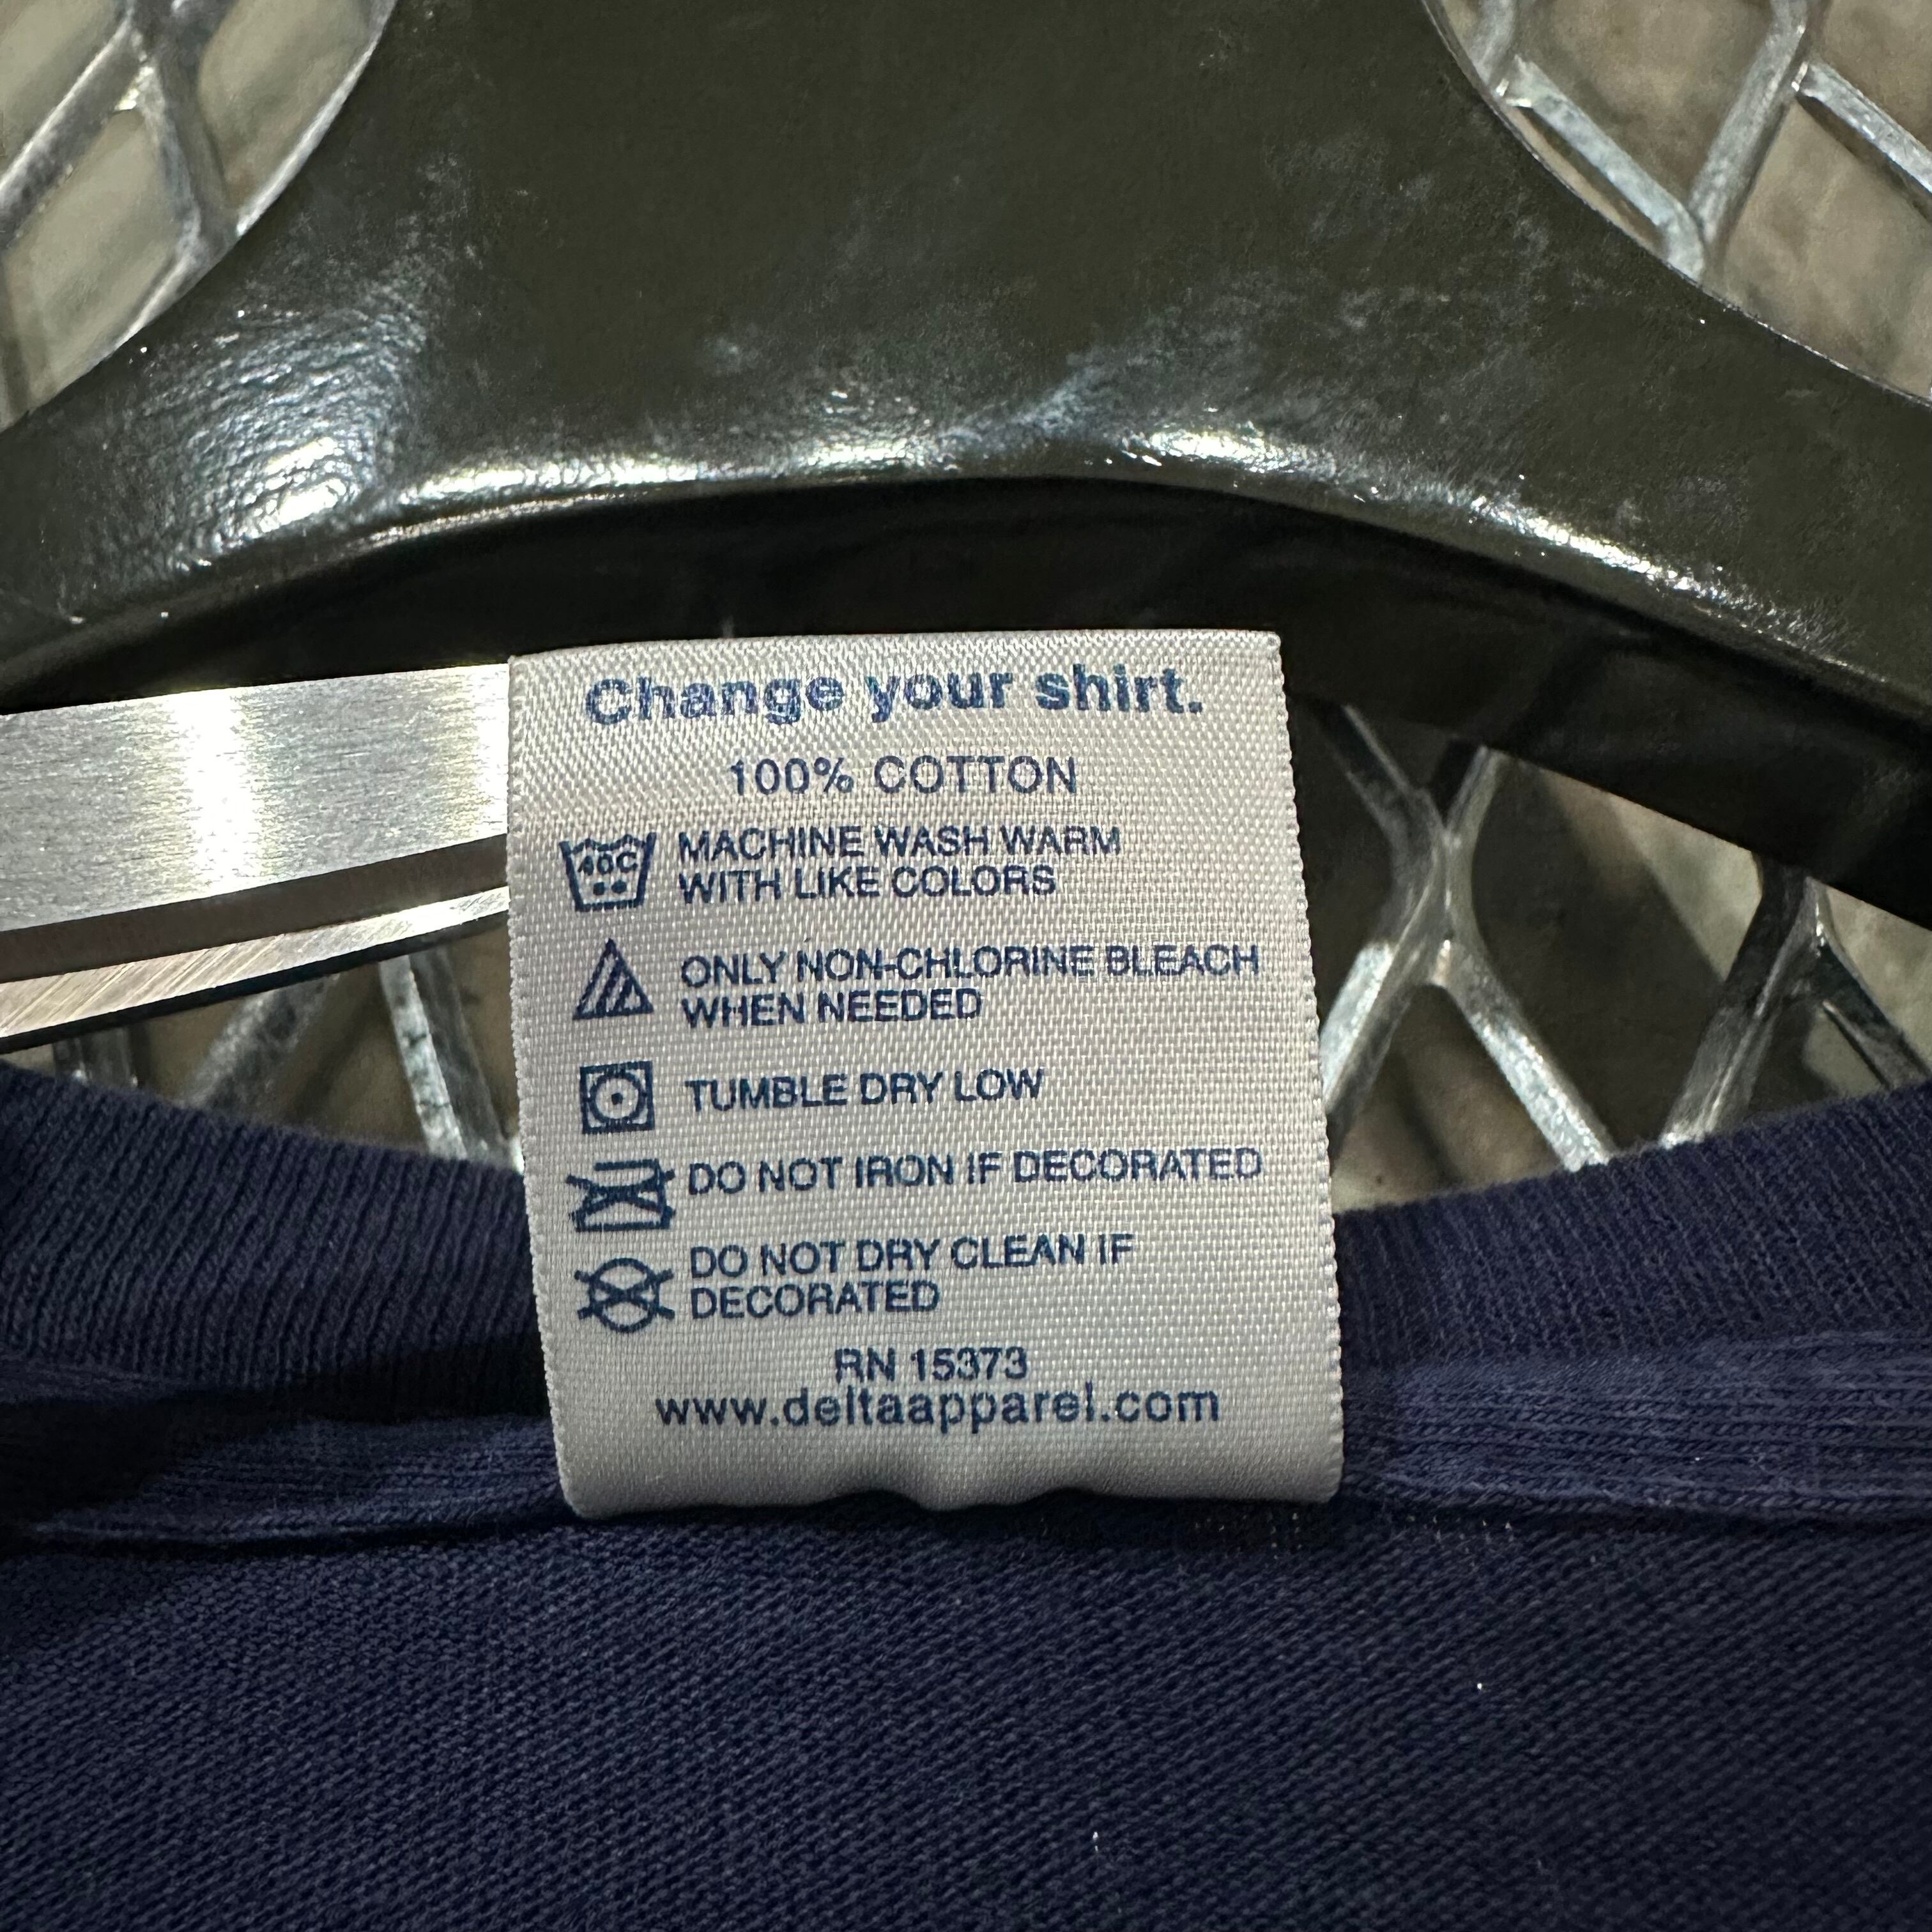 Change your shirt.
100% COTTON
40C
MACHINE WASH WARM
WITH LIKE COLORS
ONLY NON-CHLORINE BLEACH
WHEN NEEDED
TUMBLE DRY LOW
DO NOT IRON IF DECORATED
DO NOT DRY CLEAN IF
DECORATED
RN 15373
www.deltaapparel.com